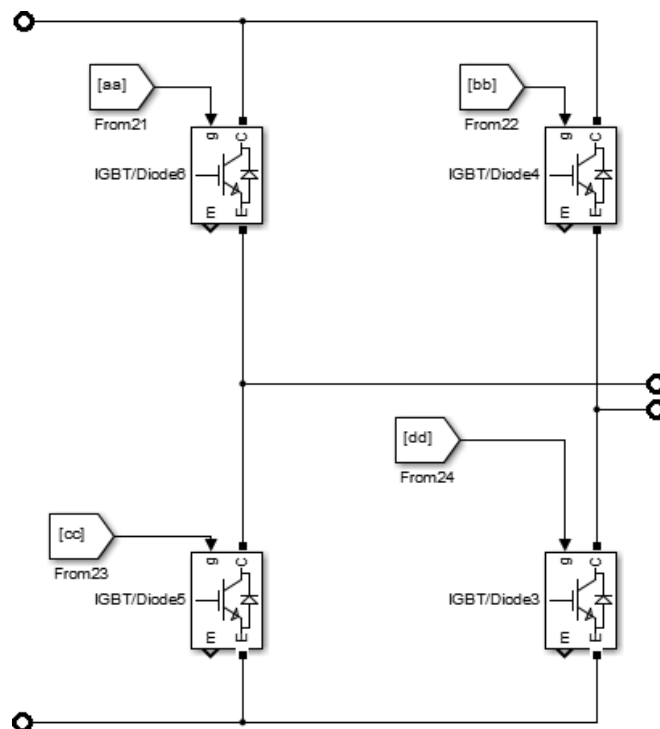 [aa]
From21
[bb]
From22
g
C
IGBT/Diode6
m
E
g
C
IGBT/Diode4
m
E
[dd]
From24
[cc]
From23
g
C
IGBT/Diode5
m
E
g
C
IGBT/Diode3
m
E